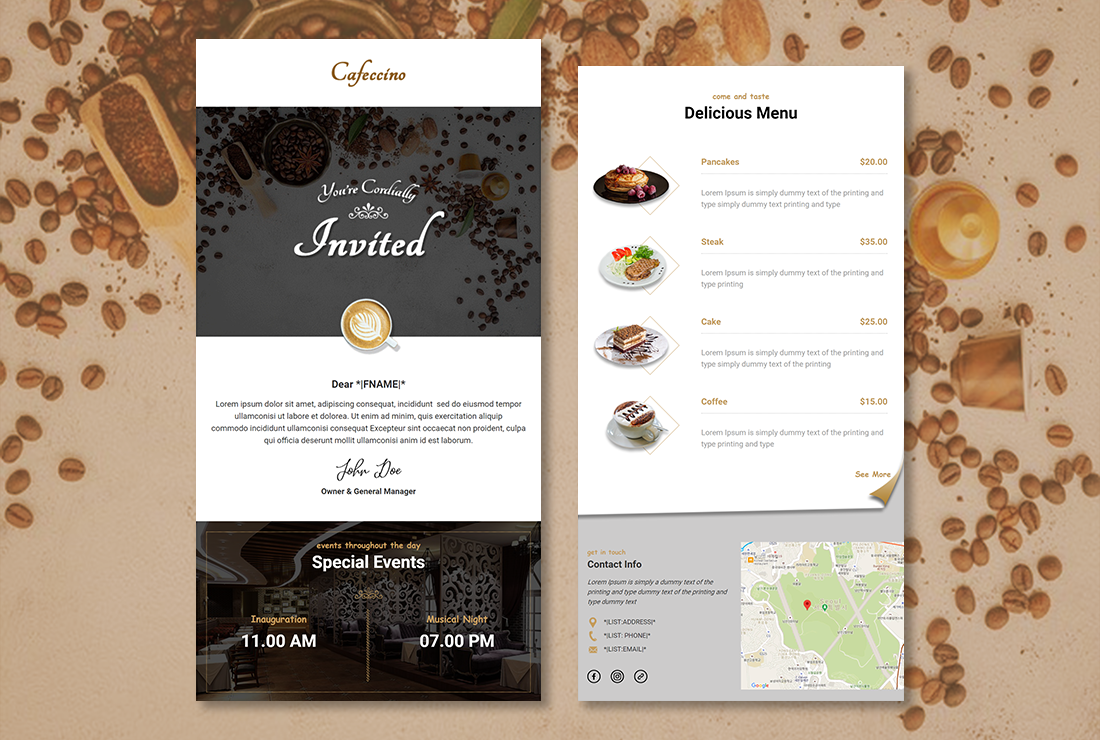 Cafeccino
You're Cordially
Invited
Dear *|FNAME|*
Lorem ipsum dolor sit amet, adipiscing consequat, incididunt sed do eiusmod tempor
ullamconisi ut labore et dolorea. Ut enim ad minim, quis exercitation aliquip
commodo incididunt ullamconisi consequat Excepteur sint occaecat non proident, culpa
qui officia deserunt mollit ullamconisi anim id est laborum.
John Doe
Owner & General Manager
events throughout the day
Special Events
Inauguration
11.00 AM
Musical Night
07.00 PM
come and taste
Delicious Menu
Pancakes $20.00
Lorem Ipsum is simply dummy text of the printing and
type simply dummy text printing and type
Steak $35.00
Lorem Ipsum is simply dummy text of the printing and
type printing
Cake $25.00
Lorem Ipsum is simply dummy text of the printing and
type printing and simply dummy text of the printing
Coffee $15.00
Lorem Ipsum is simply dummy text of the printing and
type printing and type
See More
get in touch
Contact Info
Lorem Ipsum is simply a dummy text of the
printing and dummy text of the printing and
type dummy text
*|LIST:ADDRESS|*
*|LIST: PHONE|*
*|LIST:EMAIL|*
Google